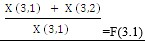 X (3,1) + X (3,2)
X (3,1)
=F(3.1)